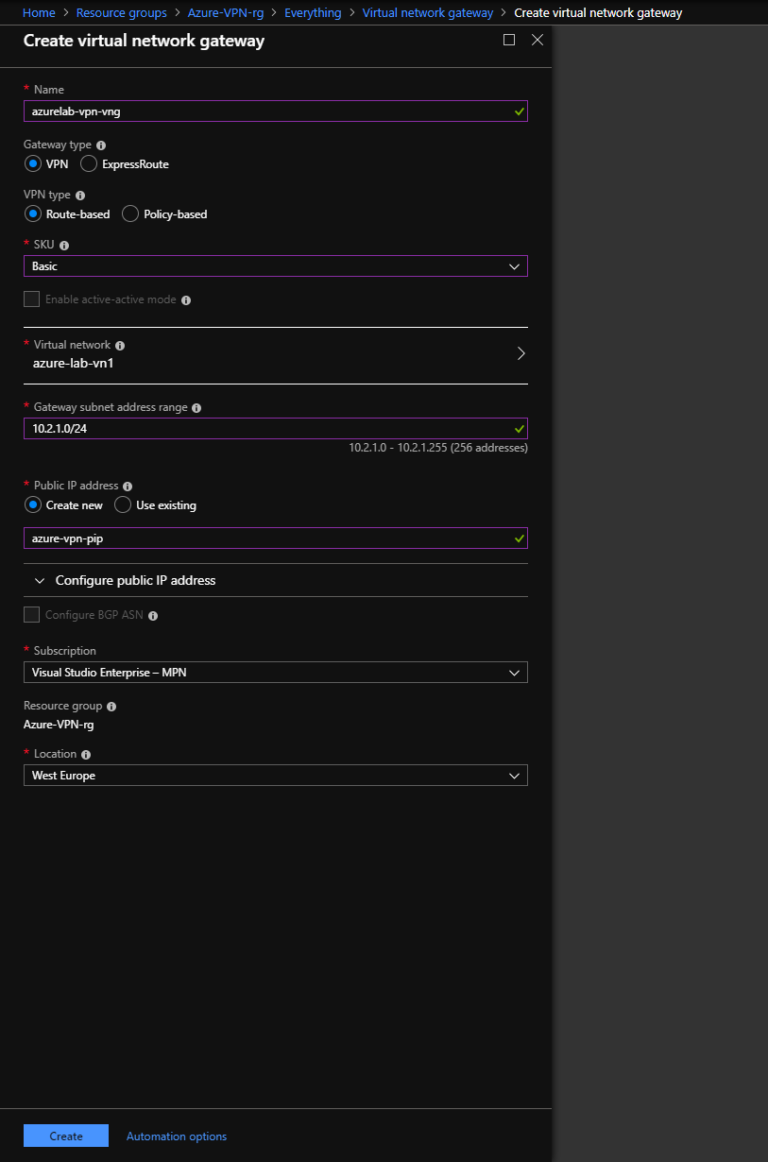 Home > Resource groups > Azure-VPN-rg > Everything > Virtual network gateway > Create virtual network gateway
Create virtual network gateway
* Name
azurelab-vpn-vng
Gateway type
VPN ExpressRoute
VPN type
Route-based Policy-based
* SKU
Basic
Enable active-active mode
* Virtual network
azure-lab-vn1
* Gateway subnet address range
10.2.1.0/24
10.2.1.0 - 10.2.1.255 (256 addresses)
* Public IP address
Create new Use existing
azure-vpn-pip
Configure public IP address
Configure BGP ASN
* Subscription
Visual Studio Enterprise – MPN
Resource group
Azure-VPN-rg
* Location
West Europe
Create Automation options